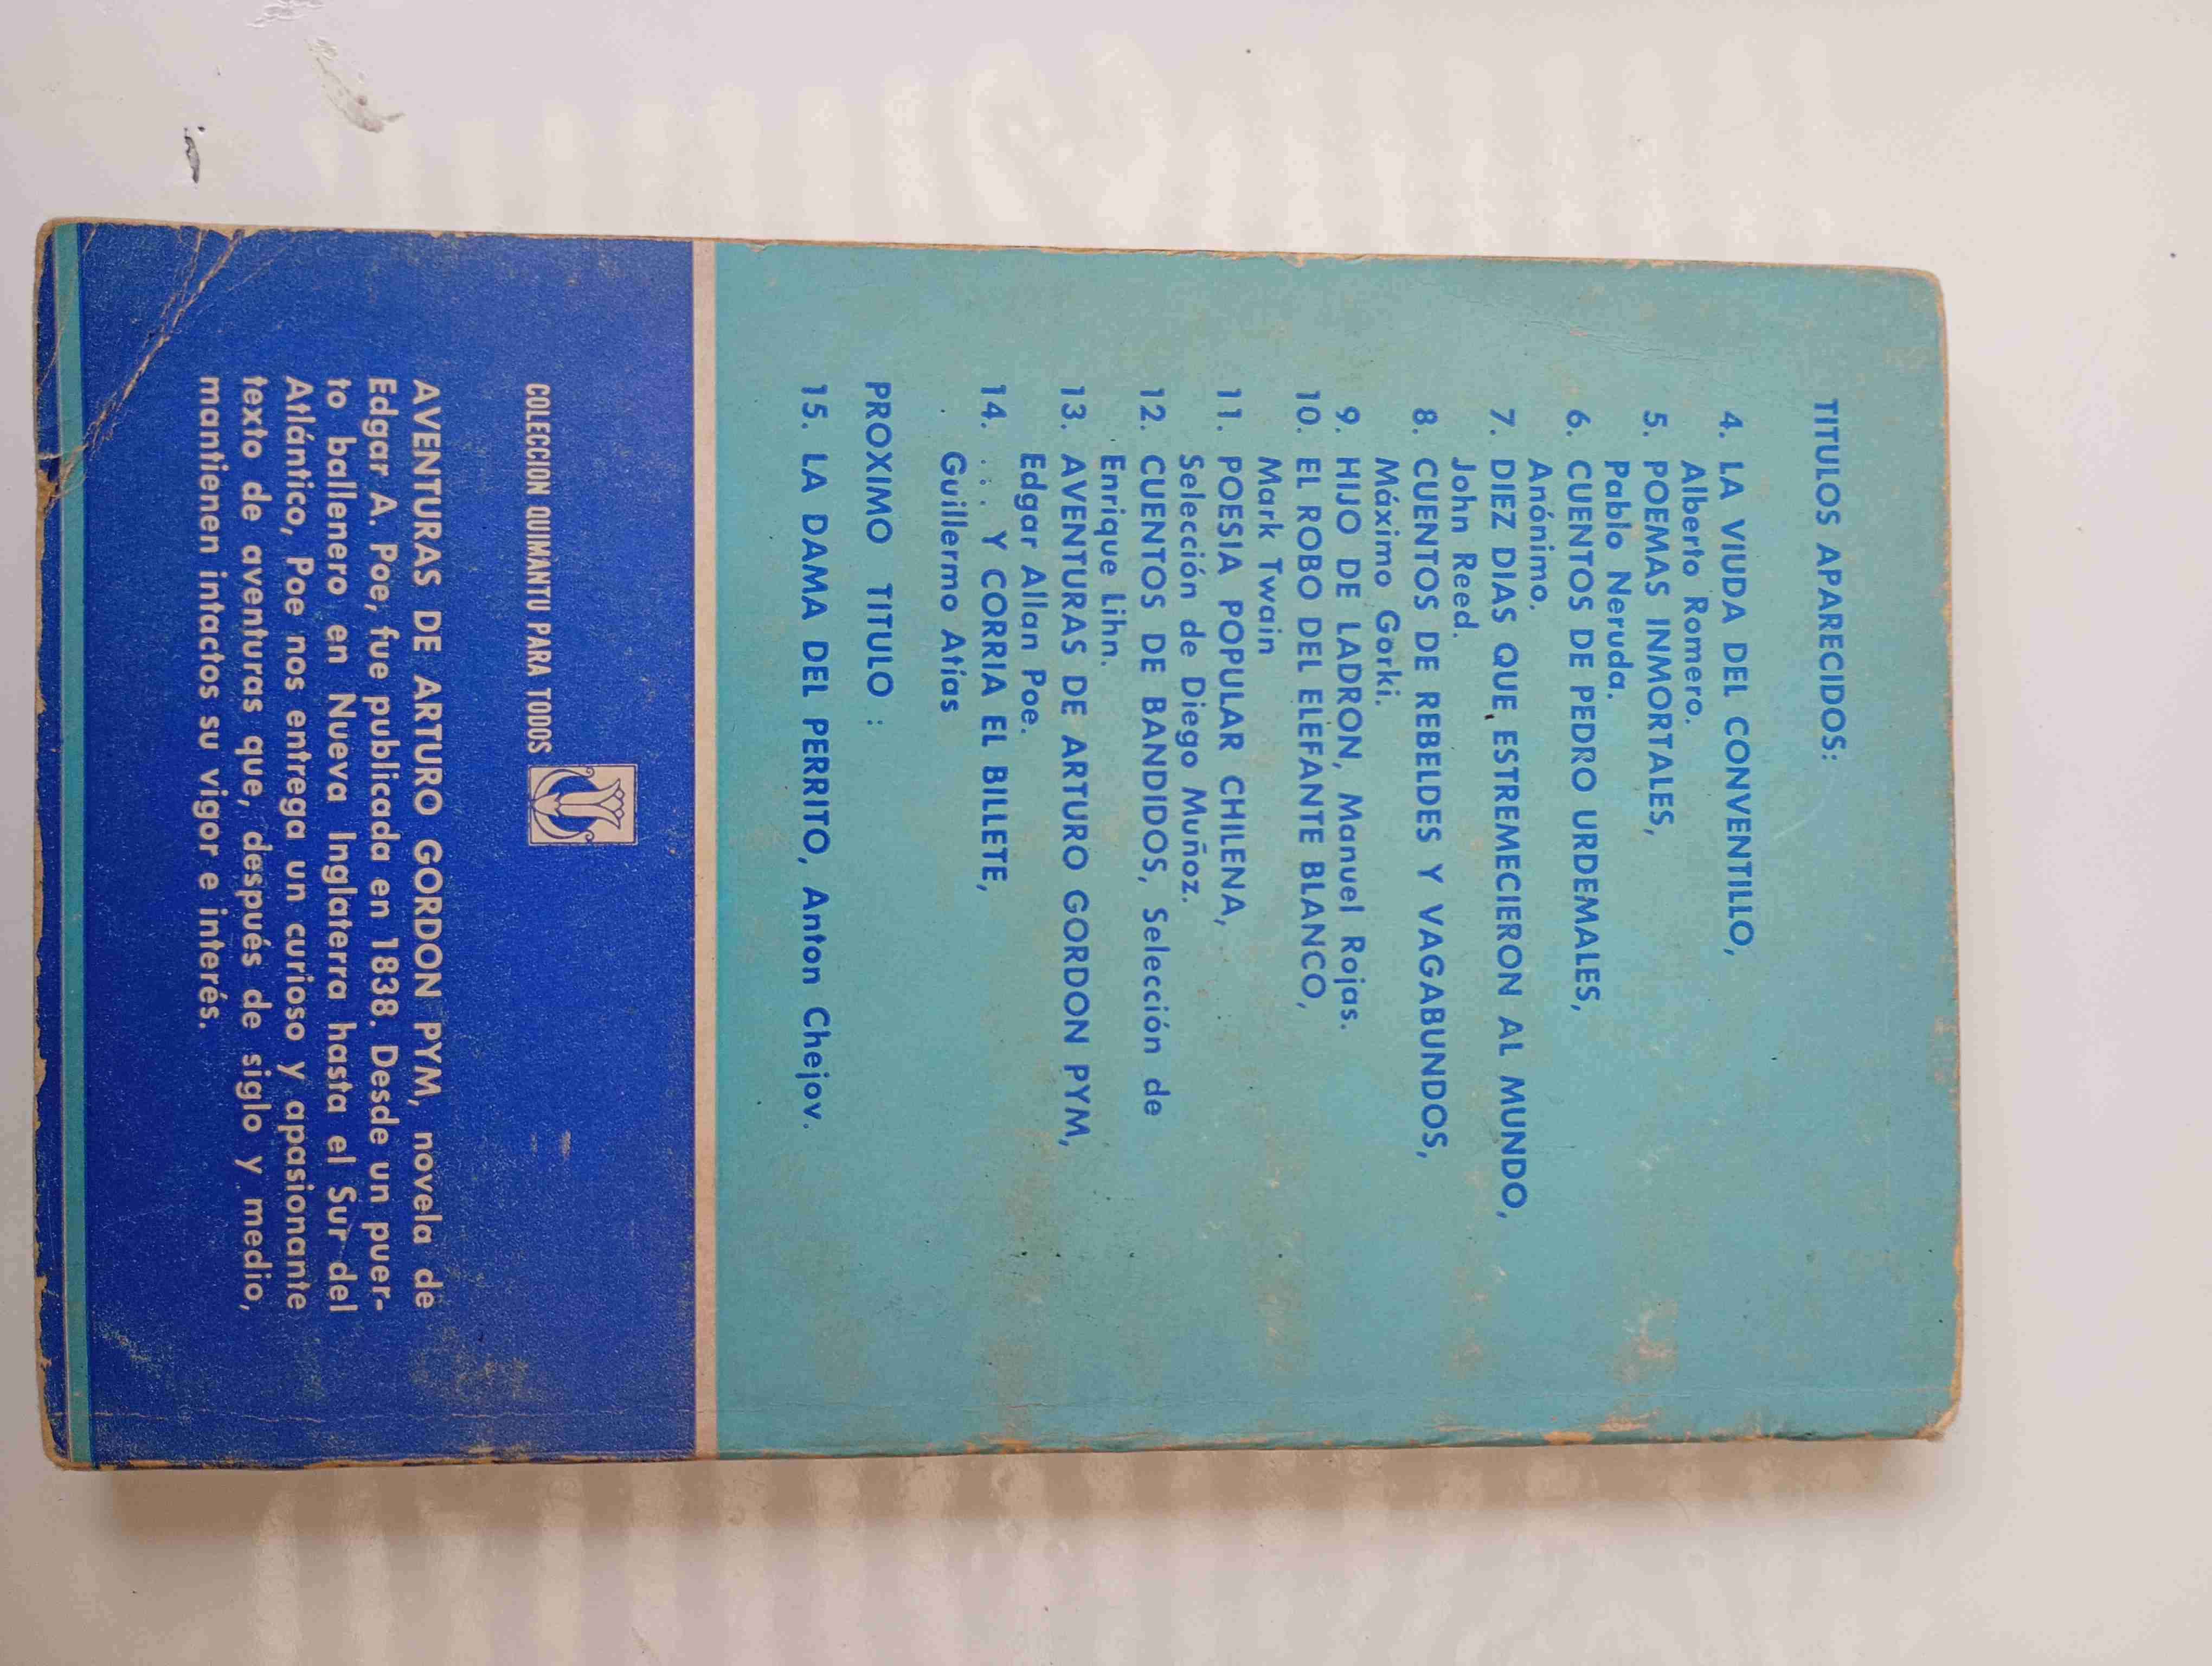 TITULOS APARECIDOS:
4. LA VIUDA DEL CONVENTILLO,
Alberto Romero.
5. POEMAS INMORTALES,
Pablo Neruda.
6. CUENTOS DE PEDRO URDEMALES,
Anónimo.
7. DIEZ DIAS QUE ESTREMECIERON AL MUNDO,
John Reed.
8. CUENTOS DE REBELDES Y VAGABUNDOS,
Máximo Gorki.
9. HIJO DE LADRON, Manuel Rojas.
10. EL ROBO DEL ELEFANTE BLANCO,
Mark Twain
11. POESIA POPULAR CHILENA,
Selección de Diego Muñoz.
12. CUENTOS DE BANDIDOS, Selección de
Enrique Lihn.
13. AVENTURAS DE ARTURO GORDON PYM,
Edgar Allan Poe.
14. ... Y CORRIA EL BILLETE,
Guillermo Atias
PROXIMO TITULO :
15. LA DAMA DEL PERRITO, Anton Chejov.
COLECCION QUIMANTU PARA TODOS
AVENTURAS DE ARTURO GORDON PYM, novela de
Edgar A. Poe, fue publicada en 1838. Desde un puer-
to ballenero en Nueva Inglaterra hasta el Sur del
Atlántico, Poe nos entrega un curioso y apasionante
texto de aventuras que, después de siglo y medio,
mantienen intactos su vigor e interés.